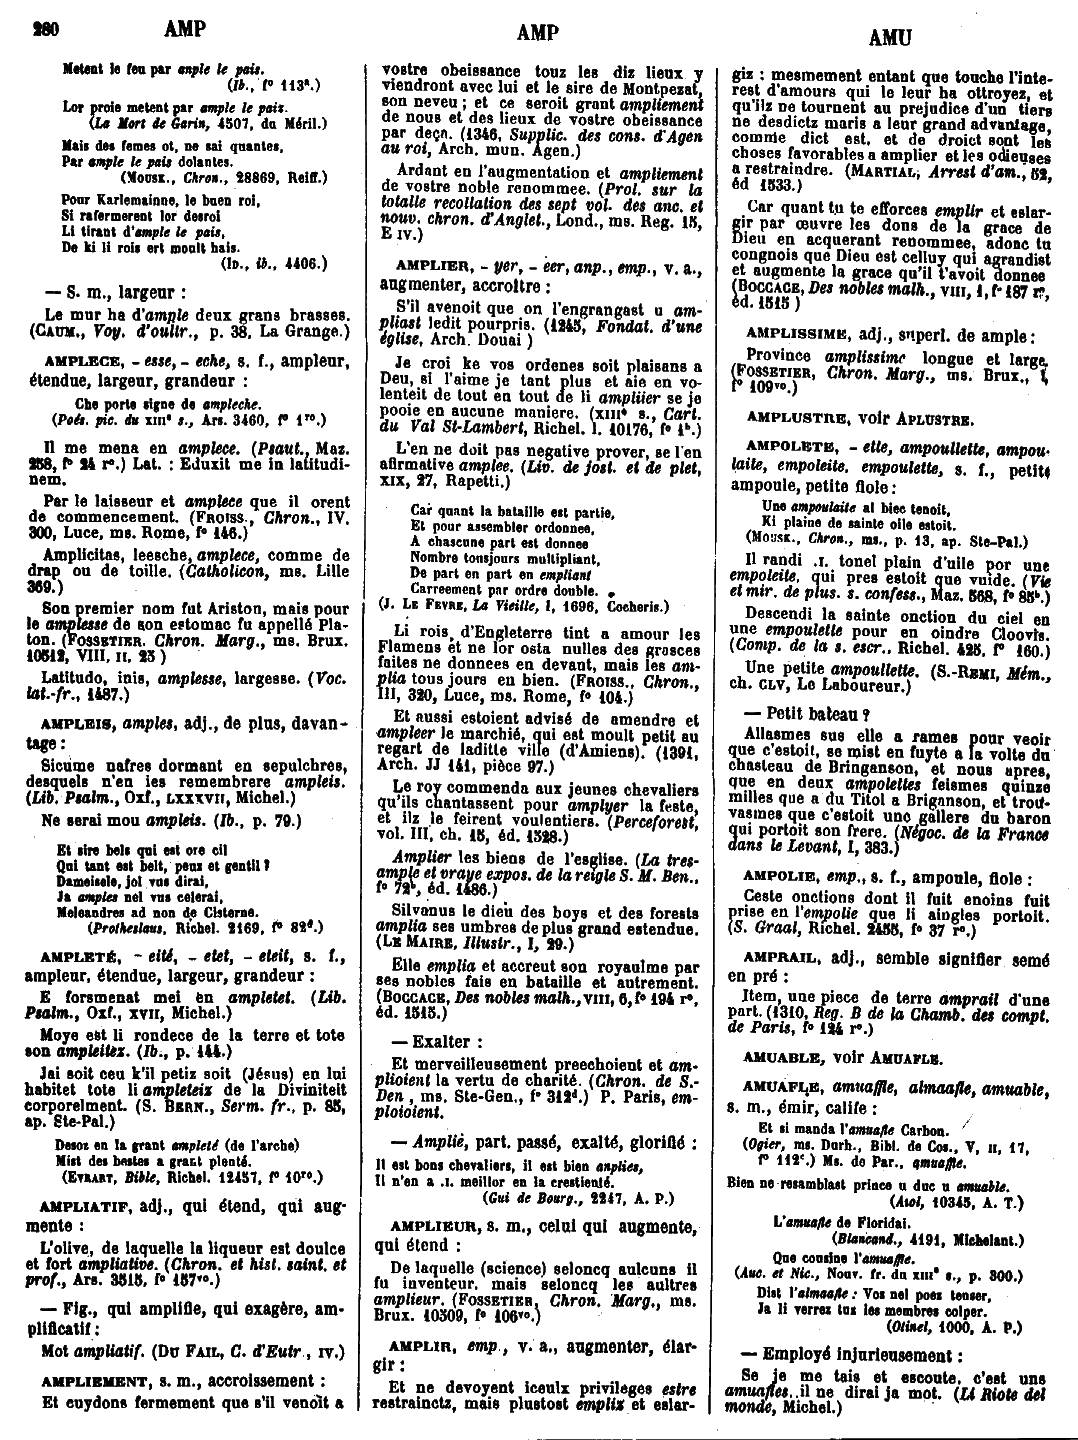 280
AMP
AMP
AMU
Metent le feu par anple le pais.
(Ib., f° 113ª.)
Lor proie metent par ample le paiz.
(La Mort de Garin, 4507, du Méril.)
Mais des femes ot, ne sai quantes,
Par ample le pais dolantes.
(Mousk., Chron., 28869, Reiff.)
Pour Karlemainne, le buen roi,
Si rafermerent lor desroi
Li tirant d'ample le pais,
De ki li rois ert moult hais.
(Id., ib., 4406.)
— S. m., largeur :
Le mur ha d'ample deux grans brasses.
(Caum., Voy. d'oultr., p. 38, La Grange.)
AMPLECE, - esse, - eche, s. f., ampleur,
étendue, largeur, grandeur :
Che porte signe de ampleche.
(Poés. pic. du xiiiᵉ s., Ars. 3460, f° 1ʳᵒ.)
Il me mena en amplece. (Psaut., Maz.
258, f° 24 r°.) Lat. : Eduxit me in latitudi-
nem.
Par le laisseur et amplece que il orent
de commencement. (Froiss., Chron., IV,
300, Luce, ms. Rome, f° 146.)
Amplicitas, leesche, amplece, comme de
drap ou de toille. (Catholicon, ms. Lille
369.)
Son premier nom fut Ariston, mais pour
le amplesse de son estomac fu appellé Pla-
ton. (Fossetier. Chron. Marg., ms. Brux.
10512, VIII, ii, 23)
Latitudo, inis, amplesse, largesse. (Voc.
lat.-fr., 1487.)
AMPLEIS, amples, adj., de plus, davan-
tage :
Sicume nafres dormant en sepulchres,
desquels n'en ies remembrere ampleis.
(Lib. Psalm., Oxf., LXXXVII, Michel.)
Ne serai mou ampleis. (Ib., p. 79.)
Et sire bels qui est ore cil
Qui tant est belt, peuz et gentil ?
Dameisele, jol vus dirai,
Ja amples nel vus celerai,
Meleandres ad non de Cisterne.
(Protheslaus, Richel. 2169, f° 82ᵈ.)
AMPLETÉ, - eité, - etet, - eteit, s. f.,
ampleur, étendue, largeur, grandeur :
E forsmenat mei en ampletet. (Lib.
Psalm., Oxf., XVII, Michel.)
Moye est li rondece de la terre et tote
son ampleitez. (Ib., p. 144.)
Jai soit ceu k'il petiz soit (Jésus) en lui
habitet tote li ampleteiz de la Diviniteit
corporelment. (S. Bern., Serm. fr., p. 85,
ap. Ste-Pal.)
Desoz en la grant ampleté (de l'arche)
Mist des bestes a grant plenté.
(Evrart, Bible, Richel. 12457, f° 10ʳᵒ.)
AMPLIATIF, adj., qui étend, qui aug-
mente :
L'olive, de laquelle la liqueur est doulce
et fort ampliative. (Chron. et hist. saint. et
prof., Ars. 3515, f° 157ᵛᵒ.)
— Fig., qui amplifie, qui exagère, am-
plificatif :
Mot ampliatif. (Du Fail, C. d'Eutr., iv.)
AMPLIEMENT, s. m., accroissement :
Et cuydons fermement que s'il venoit a
vostre obeissance touz les diz lieux y
viendront avec lui et le sire de Montpezat,
son neveu ; et ce seroit grant ampliement
de nous et des lieux de vostre obeissance
par deça. (1346, Supplic. des cons. d'Agen
au roi, Arch. mun. Agen.)
Ardant en l'augmentation et ampliement
de vostre noble renommee. (Prol. sur la
totalle recollation des sept vol. des anc. et
nouv. chron. d'Anglet., Lond., ms. Reg. 15,
E iv.)
AMPLIER, - yer, - eer, anp., emp., v. a.,
augmenter, accroître :
S'il avenoit que on l'engrangast u am-
pliast ledit pourpris. (1245, Fondat. d'une
église, Arch. Douai )
Je croi ke vos ordenes soit plaisans a
Deu, si l'aime je tant plus et aie en vo-
lenteit de tout en tout de li ampliier se je
pooie en aucune maniere. (xiiiᵉ s., Cart.
du Val St-Lambert, Richel. l. 10176, f° 1ᵇ.)
L'en ne doit pas negative prover, se l'en
afirmative amplee. (Liv. de jost. et de plet,
XIX, 27, Rapetti.)
Car quant la bataille est partie,
Et pour assembler ordonnee,
A chascune part est donnee
Nombre tousjours multipliant,
De part en part en empliant
Carreement par ordre double.
(J. Le Fevre, La Vieille, I, 1696, Cocheris.)
Li rois, d'Engleterre tint a amour les
Flamens et ne lor osta nulles des grasces
faites ne donnees en devant, mais les am-
plia tous jours en bien. (Froiss., Chron.,
III, 320, Luce, ms. Rome, f° 104.)
Et aussi estoient advisé de amendre et
ampleer le marchié, qui est moult petit au
regart de laditte ville (d'Amiens). (1391,
Arch. JJ 141, pièce 97.)
Le roy commenda aux jeunes chevaliers
qu'ils chantassent pour amplyer la feste,
et ilz le feirent voulentiers. (Perceforest,
vol. III, ch. 15, éd. 1528.)
Amplier les biens de l'esglise. (La tres-
ample et vraye expos. de la reigle S. M. Ben.,
f° 72ᵇ, éd. 1486.)
Silvanus le dieu des boys et des forests
amplia ses umbres de plus grand estendue.
(Le Maire, Illustr., I, 29.)
Elle emplia et accreut son royaulme par
ses nobles fais en bataille et autrement.
(Boccace, Des nobles malh., VIII, 6, f° 194 r°,
éd. 1515.)
— Exalter :
Et merveilleusement preechoient et am-
plioient la vertu de charité. (Chron. de S.-
Den , ms. Ste-Gen., f° 312ᵈ.) P. Paris, em-
ploioient.
— Amplié, part. passé, exalté, glorifié :
Il est bons chevaliers, il est bien anplies,
Il n'en a .i. meillor en la crestienté.
(Gui de Bourg., 2247, A. P.)
AMPLIEUR, s. m., celui qui augmente,
qui étend :
De laquelle (science) seloncq aulcuns il
fu inventeur, mais seloncq les aultres
amplieur. (Fossetier, Chron. Marg., ms.
Brux. 10509, f° 106ᵛᵒ.)
AMPLIR, emp., v. a., augmenter, élar-
gir :
Et ne devoyent iceulx privileges estre
restrainctz, mais plustost emplix et eslar-
giz : mesmement entant que touche l'inte-
rest d'amours qui le leur ha ottroyez, et
qu'ilz ne tournent au prejudice d'un tiers
ne desdictz maris a leur grand advantage,
comme dict est, et de droict sont les
choses favorables a amplier et les odieuses
a restraindre. (Martial, Arrest d'am., 52,
éd 1533.)
Car quant tu te efforces emplir et eslar-
gir par œuvre les dons de la grace de
Dieu en acquerant renommee, adonc tu
congnois que Dieu est celluy qui agrandist
et augmente la grace qu'il t'avoit donnee
(Boccace, Des nobles malh., VIII, 1, f° 187 r°,
éd. 1515 )
AMPLISSIME, adj., superl. de ample :
Province amplissime longue et large.
(Fossetier, Chron. Marg., ms. Brux., I,
f° 109ᵛᵒ.)
AMPLUSTRE, voir Aplustre.
AMPOLETE, - ette, ampoullette, ampou-
laite, empoleite, empoulette, s. f., petite
ampoule, petite fiole :
Une ampoulaite al biec tenoit,
Ki plaine de sainte oile estoit.
(Mousk., Chron., ms., p. 13, ap. Ste-Pal.)
Il randi .i. tonel plain d'uile por une
empoleite, qui pres estoit que vuide. (Vie
et mir. de plus. s. confess., Maz. 568, f° 85ᵇ.)
Descendi la sainte onction du ciel en
une empoulette pour en oindre Cloovis.
(Comp. de la s. escr., Richel. 425, f° 160.)
Une petite ampoullette. (S.-Remi, Mém.,
ch. CLV, Le Laboureur.)
— Petit bateau ?
Allasmes sus elle a rames pour veoir
que c'estoit, se mist en fuyte a la volte du
chasteau de Bringanson, et nous apres,
que en deux ampolettes feismes quinze
milles que a du Titol a Briganson, et trou-
vasmes que c'estoit une gallere du baron
qui portoit son frere. (Négoc. de la France
dans le Levant, I, 383.)
AMPOLIE, emp., s. f., ampoule, fiole :
Ceste onctions dont il fuit enoins fuit
prise en l'empolie que li aingles portoit.
(S. Graal, Richel. 2455, f° 37 r°.)
AMPRAIL, adj., semble signifier semé
en pré :
Item, une piece de terre amprail d'une
part. (1310, Reg. B de la Chamb. des compt.
de Paris, f° 124 r°.)
AMUABLE, voir Amuafle.
AMUAFLE, amuaffle, almaafle, amuable,
s. m., émir, calife :
Et si manda l'amuafle Carbon.
(Ogier, ms. Durh., Bibl. de Cos., V, ii, 17,
f° 112ᶜ.) Ms. de Par., amuafle.
Bien ne resamblast prince u duc u amuable.
(Aiol, 10345, A. T.)
L'amuafle de Floridai.
(Blancand., 4191, Michelant.)
Que cousine l'amuaffle.
(Auc. et Nic., Nouv. fr. du xiiiᵉ s., p. 300.)
Dist l'almaafle : Vos nel poez tenser,
Ja li verrez tus les membres colper.
(Otinel, 1000, A. P.)
— Employé injurieusement :
Se je me tais et escoute, c'est uns
amuafles, il ne dirai ja mot. (Li Riote del
monde, Michel.)